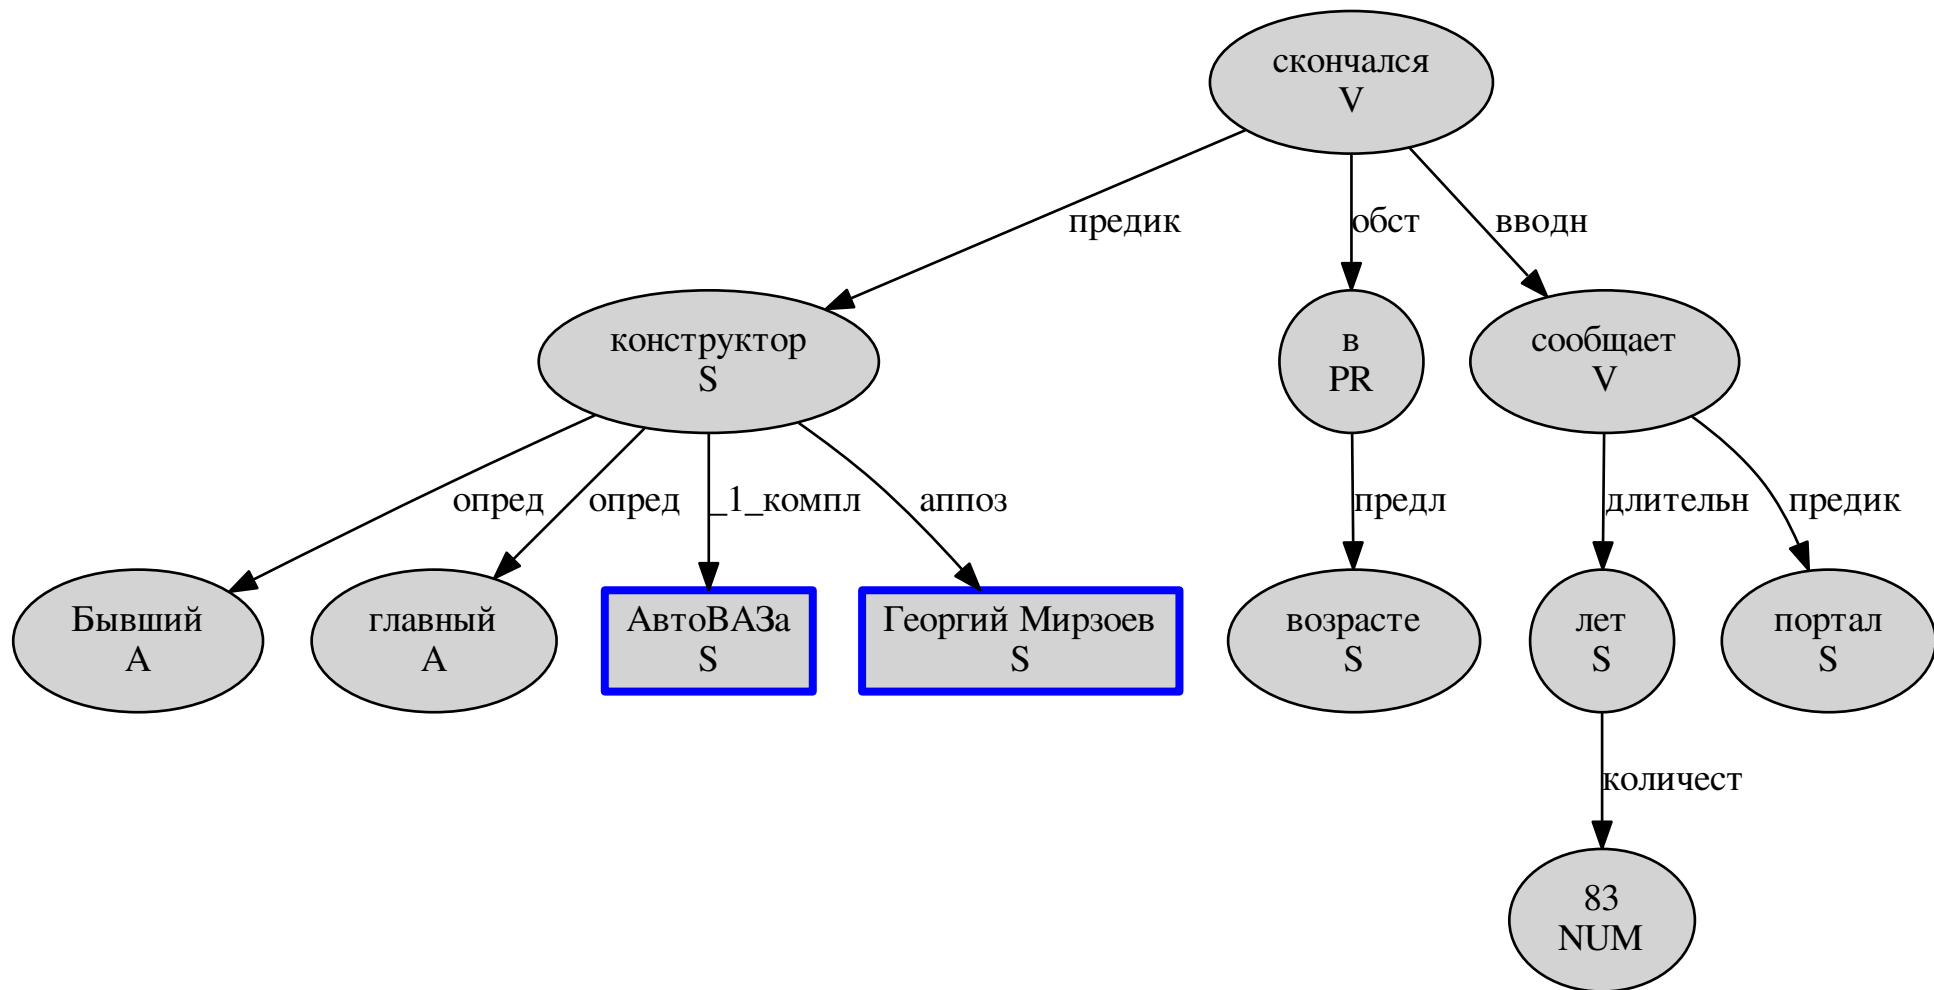 скончался
V
предик
обст
вводн
конструктор
S
в
PR
сообщает
V
опред
опред
_1_компл
аппоз
предл
длительн
предик
Бывший
A
главный
A
АвтоВАЗа
S
Георгий Мирзоев
S
возрасте
S
лет
S
портал
S
количест
83
NUM